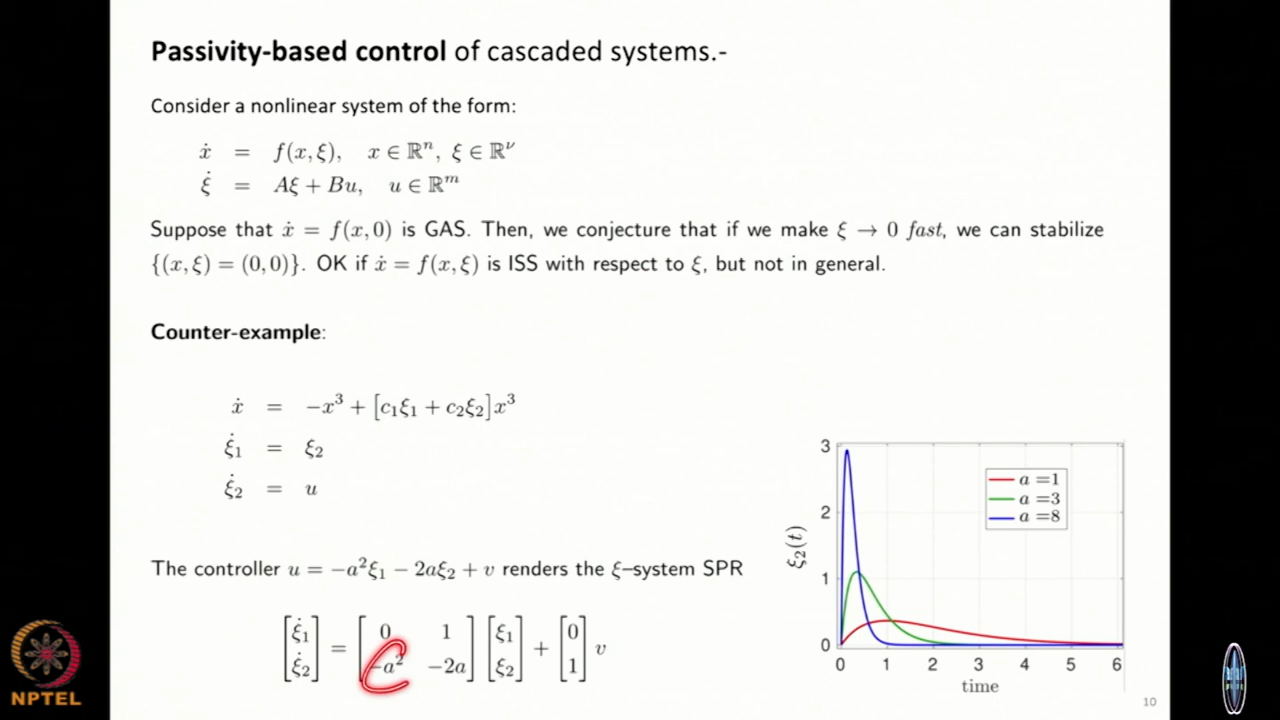 Passivity-based control of cascaded systems.-
Consider a nonlinear system of the form:
ẋ = f(x, ξ), x ∈ ℝⁿ, ξ ∈ ℝ^ν
ξ̇ = Aξ + Bu, u ∈ ℝᵐ
Suppose that ẋ = f(x, 0) is GAS. Then, we conjecture that if we make ξ → 0 fast, we can stabilize
{(x, ξ) = (0, 0)}. OK if ẋ = f(x, ξ) is ISS with respect to ξ, but not in general.
Counter-example:
ẋ = −x³ + [c₁ξ₁ + c₂ξ₂]x³
ξ̇₁ = ξ₂
ξ̇₂ = u
The controller u = −a²ξ₁ − 2aξ₂ + v renders the ξ−system SPR
[ξ̇₁ ξ̇₂] = [0 1 −a² −2a] [ξ₁ ξ₂] + [0 1] v
3
2
1
0
ξ₂(t)
a =1
a =3
a =8
0 1 2 3 4 5 6
time
NPTEL
10